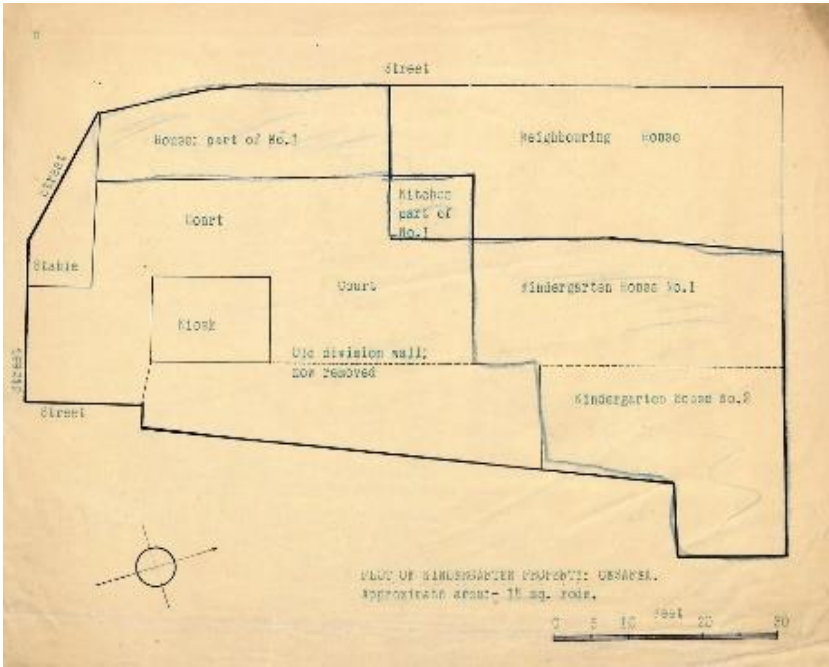 Street
House: part of No.1
Neighbouring House
Street
Kitchen
part of
No.1
Court
Stable
Court
Kindergarten House No.1
Kiosk
Old division wall;
now removed
Street
Street
Kindergarten House No.2
PLOT OF KINDERGARTEN PROPERTY:
Approximate area:- 15 sq. rods.
Feet
0 5 10 20 30